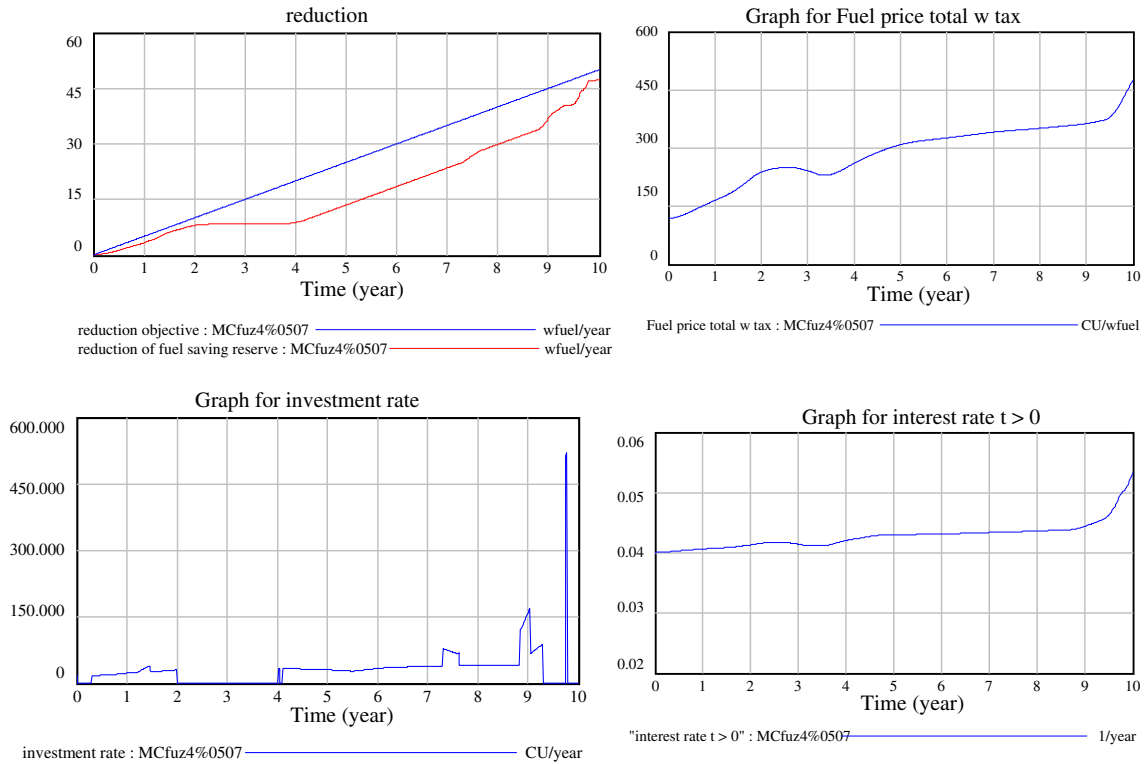 reduction
60
45
30
15
0
0 1 2 3 4 5 6 7 8 9 10
Time (year)
reduction objective : MCfuz4%0507 wfuel/year
reduction of fuel saving reserve : MCfuz4%0507 wfuel/year
Graph for Fuel price total w tax
600
450
300
150
0
0 1 2 3 4 5 6 7 8 9 10
Time (year)
Fuel price total w tax : MCfuz4%0507 CU/wfuel
Graph for investment rate
600.000
450.000
300.000
150.000
0
0 1 2 3 4 5 6 7 8 9 10
Time (year)
investment rate : MCfuz4%0507 CU/year
Graph for interest rate t > 0
0.06
0.05
0.04
0.03
0.02
0 1 2 3 4 5 6 7 8 9 10
Time (year)
"interest rate t > 0" : MCfuz4%0507 1/year